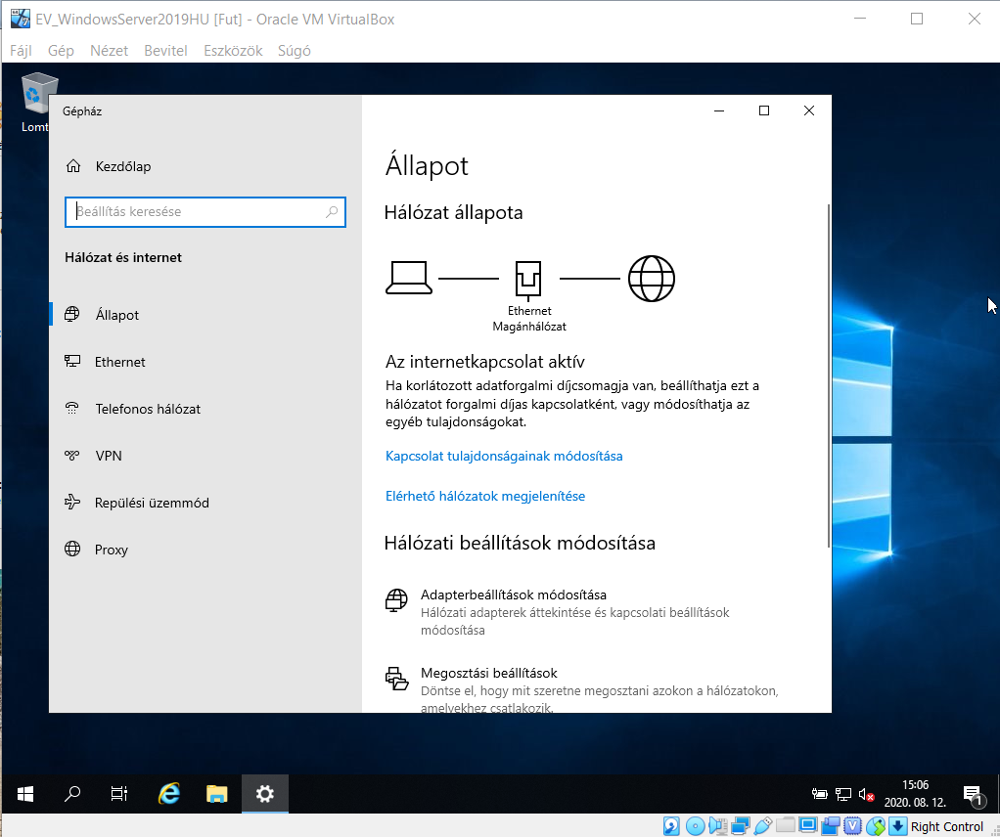 EV_WindowsServer2019HU [Fut] - Oracle VM VirtualBox
Fájl Gép Nézet Bevitel Eszközök Súgó
Lomt
Gépház
Kezdőlap
Beállítás keresése
Hálózat és internet
Állapot
Ethernet
Telefonos hálózat
VPN
Repülési üzemmód
Proxy
Állapot
Hálózat állapota
Ethernet
Magánhálózat
Az internetkapcsolat aktív
Ha korlátozott adatforgalmi díjcsomagja van, beállíthatja ezt a
hálózatot forgalmi díjas kapcsolatként, vagy módosíthatja az
egyéb tulajdonságokat.
Kapcsolat tulajdonságainak módosítása
Elérhető hálózatok megjelenítése
Hálózati beállítások módosítása
Adapterbeállítások módosítása
Hálózati adapterek áttekintése és kapcsolati beállítások
módosítása
Megosztási beállítások
Döntse el, hogy mit szeretne megosztani azokon a hálózatokon,
amelyekhez csatlakozik.
15:06
2020. 08. 12.
1
Right Control